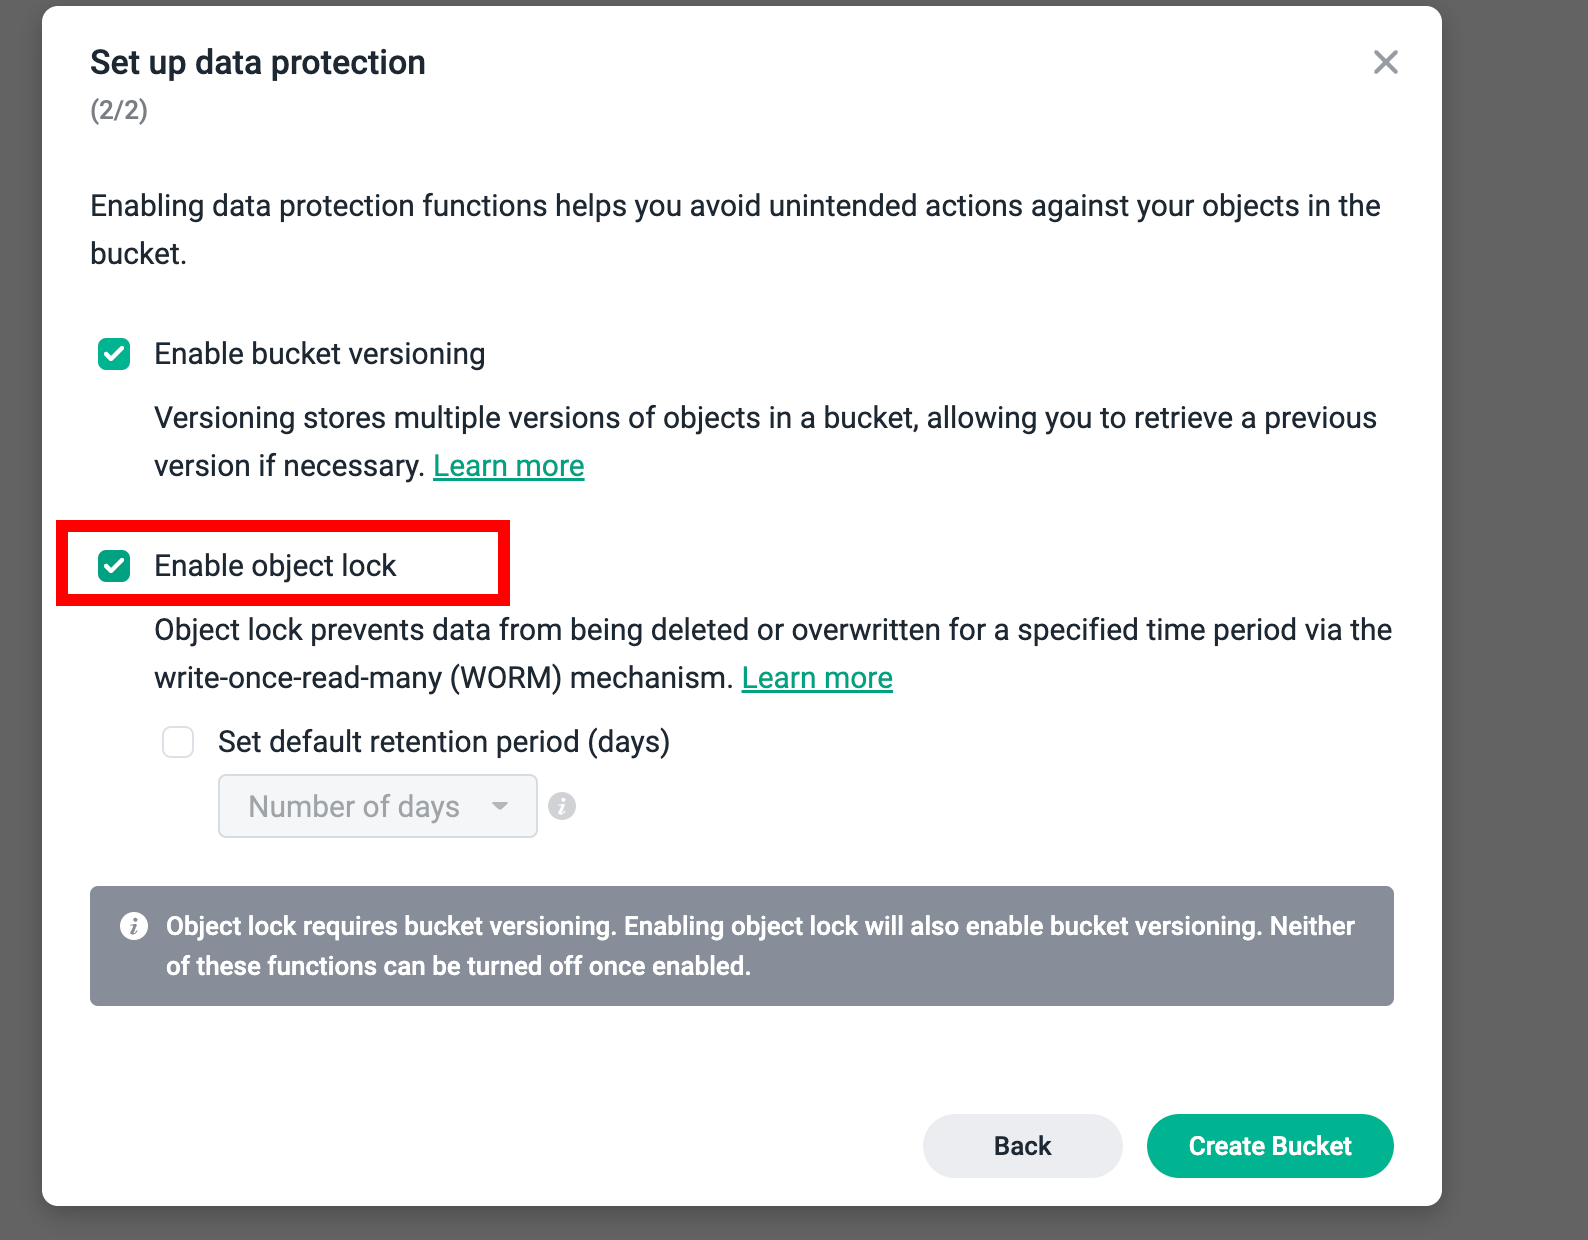 Set up data protection
(2/2)
Enabling data protection functions helps you avoid unintended actions against your objects in the
bucket.
Enable bucket versioning
Versioning stores multiple versions of objects in a bucket, allowing you to retrieve a previous
version if necessary. Learn more
Enable object lock
Object lock prevents data from being deleted or overwritten for a specified time period via the
write-once-read-many (WORM) mechanism. Learn more
Set default retention period (days)
Number of days
Object lock requires bucket versioning. Enabling object lock will also enable bucket versioning. Neither
of these functions can be turned off once enabled.
Back
Create Bucket